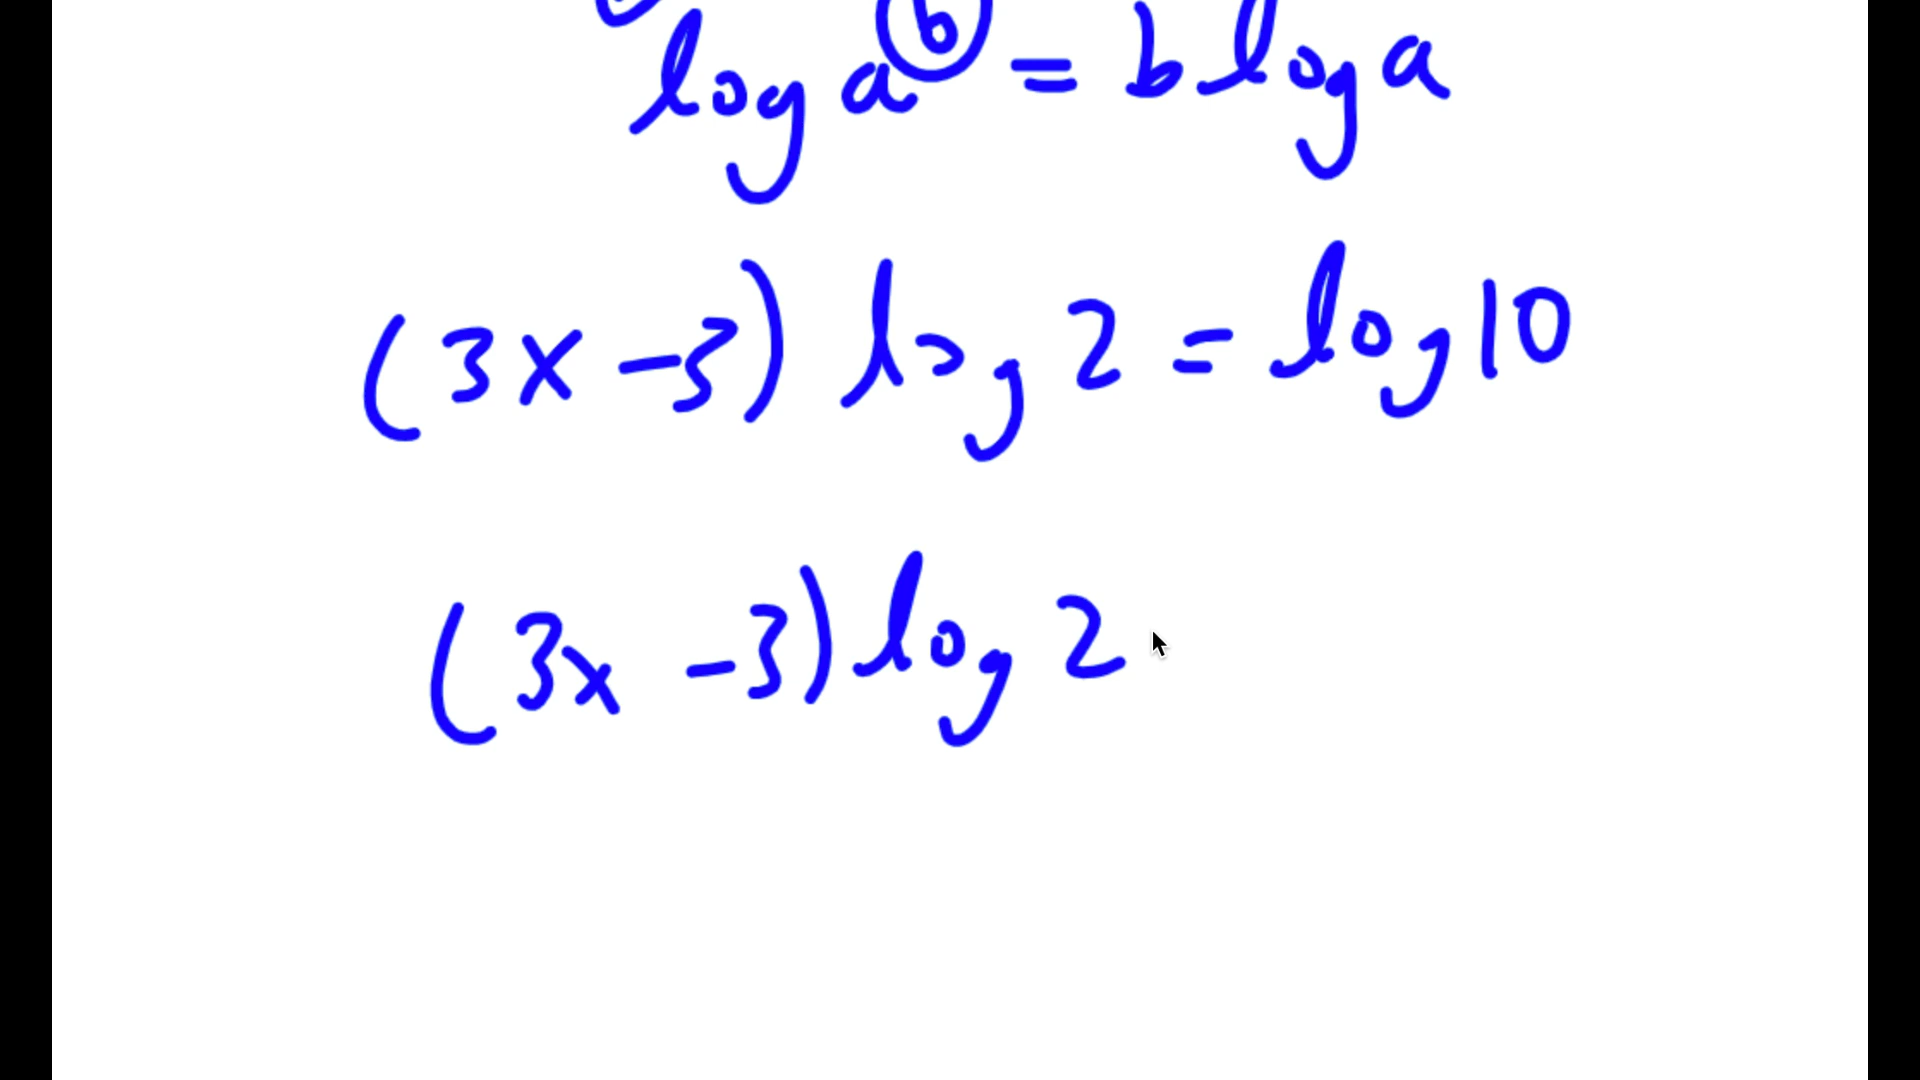 log a^b = b log a
(3x - 3) log 2 = log 10
(3x - 3) log 2